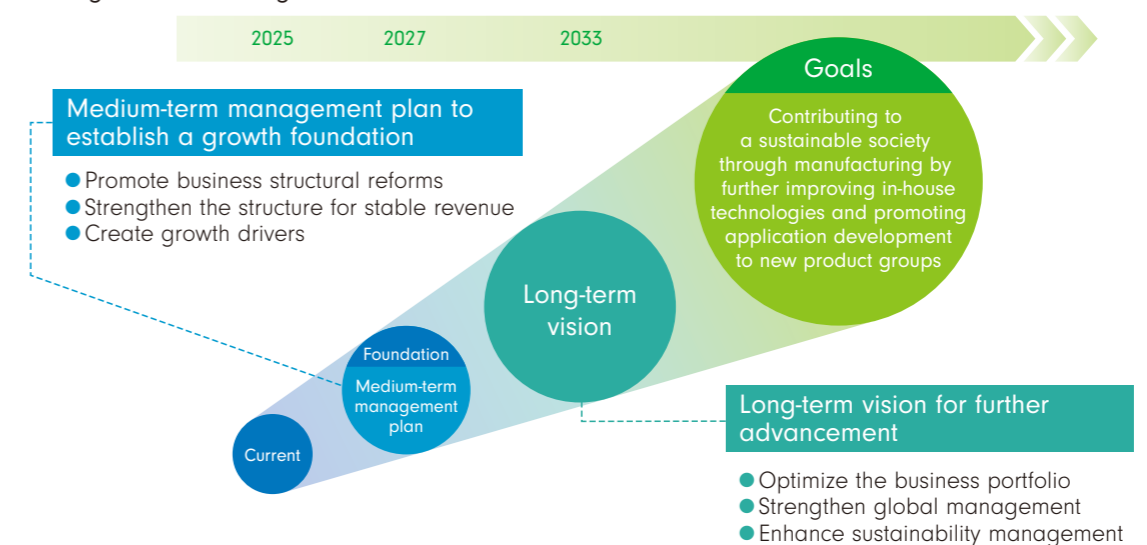 2025 2027 2033
Goals
Contributing to
a sustainable society
through manufacturing by
further improving in-house
technologies and promoting
application development
to new product groups
Medium-term management plan to
establish a growth foundation
Promote business structural reforms
Strengthen the structure for stable revenue
Create growth drivers
Long-term
vision
Foundation
Medium-term
management
plan
Current
Long-term vision for further
advancement
Optimize the business portfolio
Strengthen global management
Enhance sustainability management